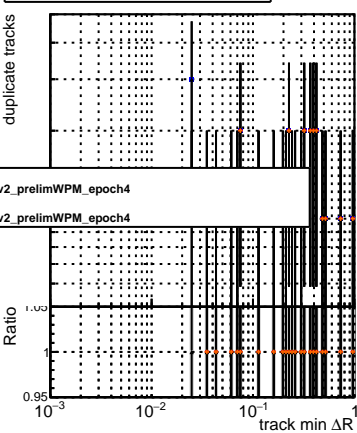 duplicate tracks
v2_prelimWPM_epoch4
v2_prelimWPM_epoch4
Ratio
1.05
1
0.95
10⁻³ 10⁻² 10⁻¹ 1
track min ΔR